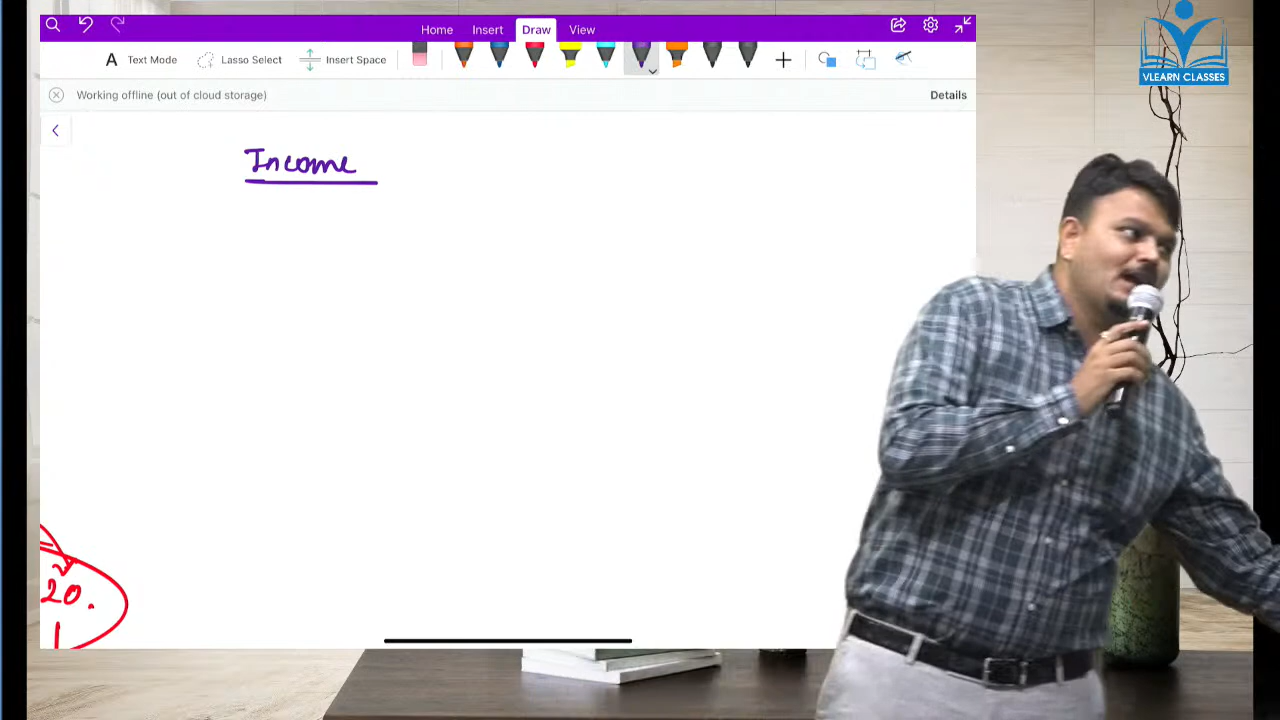 Home Insert Draw View
A Text Mode Lasso Select Insert Space
Working offline (out of cloud storage) Details
VLEARN CLASSES
Income
20.
1